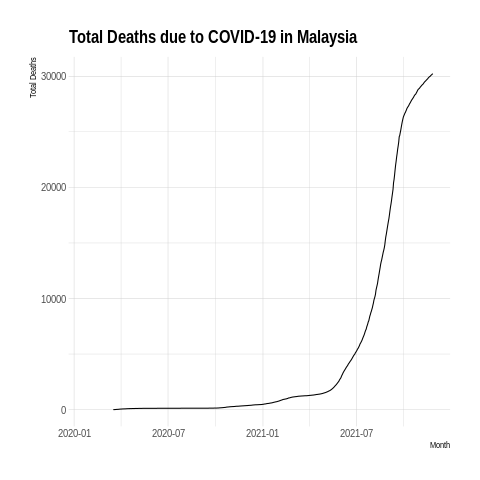 Total Deaths due to COVID-19 in Malaysia
Total Deaths
30000
20000
10000
0
2020-01 2020-07 2021-01 2021-07
Month